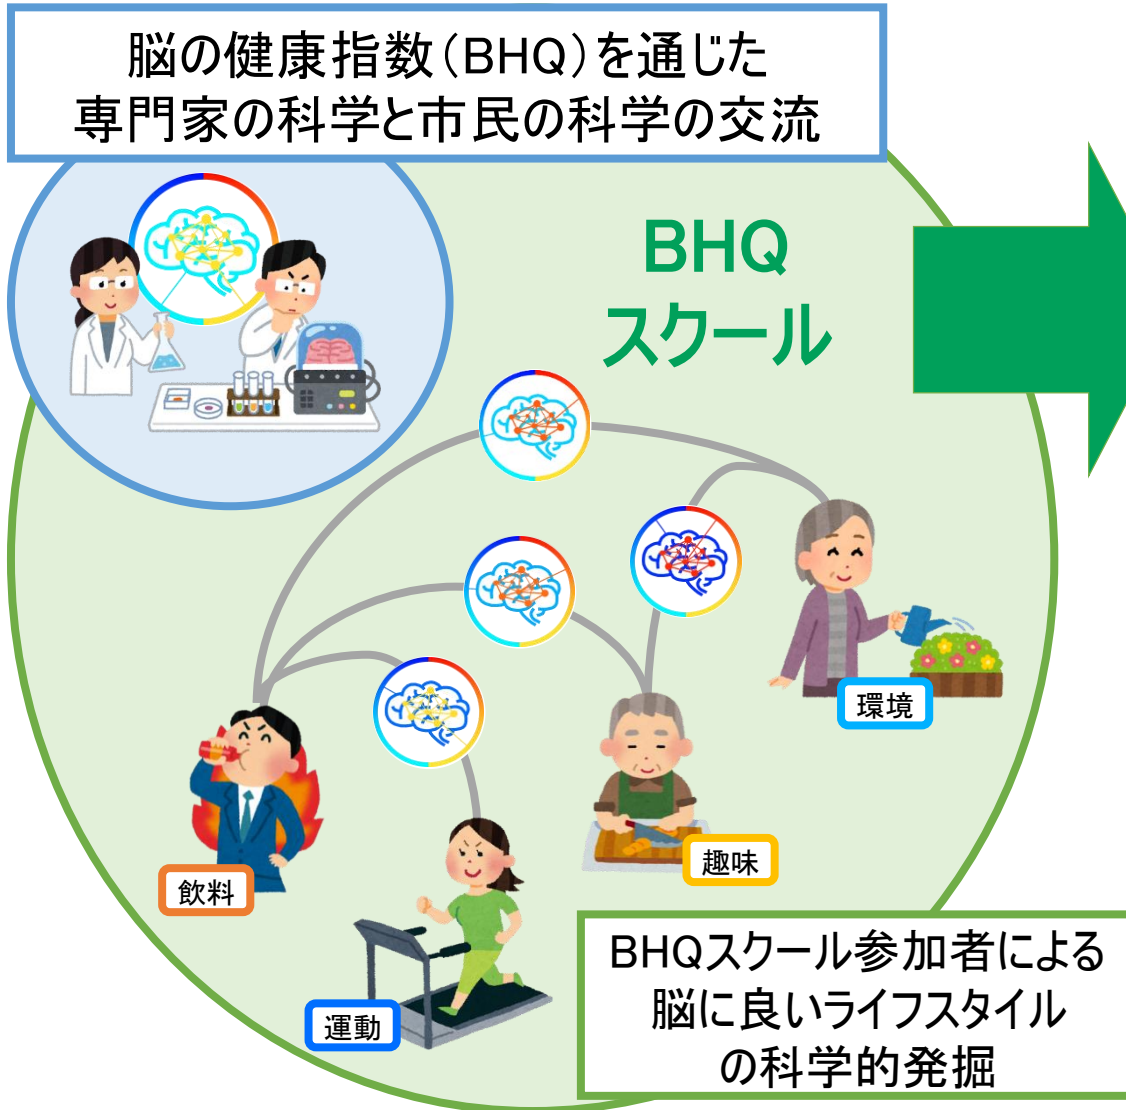 脳の健康指数（BHQ）を通じた
専門家の科学と市民の科学の交流
BHQ
スクール
環境
趣味
飲料
運動
BHQスクール参加者による
脳に良いライフスタイル
の科学的発掘